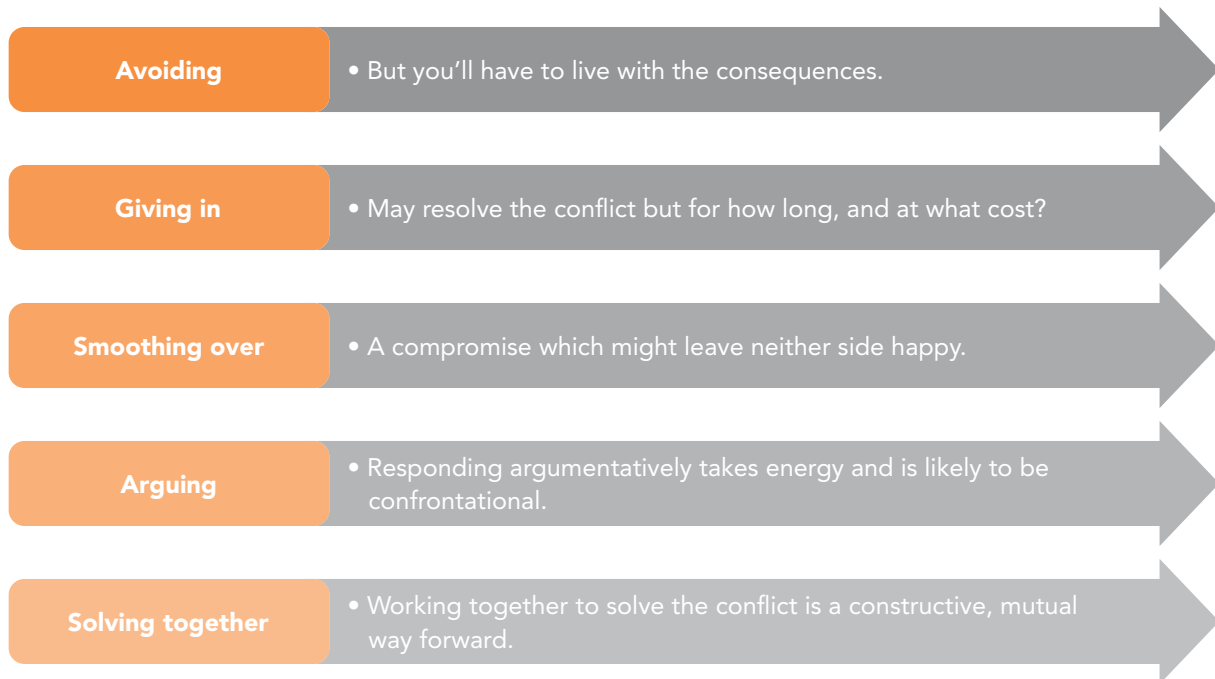 Avoiding
• But you’ll have to live with the consequences.
Giving in
• May resolve the conflict but for how long, and at what cost?
Smoothing over
• A compromise which might leave neither side happy.
Arguing
• Responding argumentatively takes energy and is likely to be
confrontational.
Solving together
• Working together to solve the conflict is a constructive, mutual
way forward.